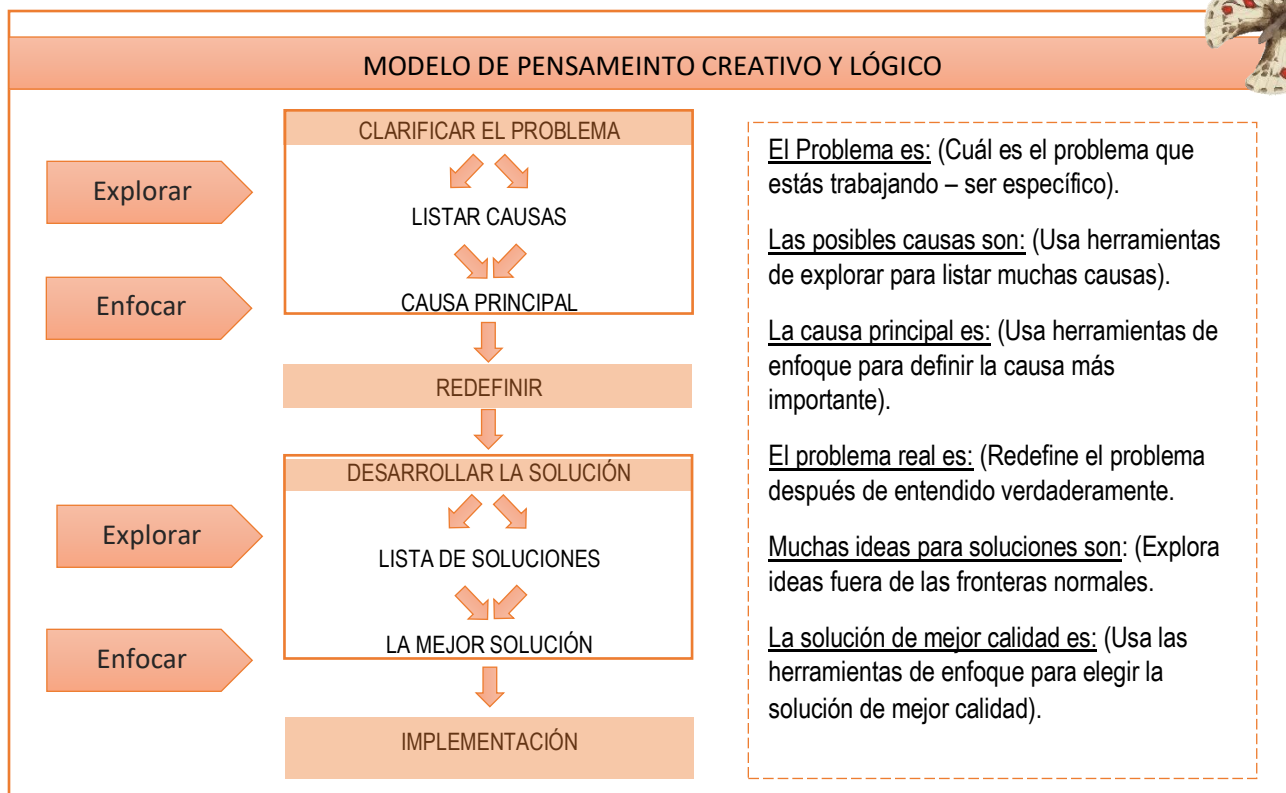 MODELO DE PENSAMEINTO CREATIVO Y LÓGICO
CLARIFICAR EL PROBLEMA
Explorar
LISTAR CAUSAS
Enfocar
CAUSA PRINCIPAL
REDEFINIR
DESARROLLAR LA SOLUCIÓN
Explorar
LISTA DE SOLUCIONES
Enfocar
LA MEJOR SOLUCIÓN
IMPLEMENTACIÓN
El Problema es: (Cuál es el problema que
estás trabajando – ser específico).
Las posibles causas son: (Usa herramientas
de explorar para listar muchas causas).
La causa principal es: (Usa herramientas de
enfoque para definir la causa más
importante).
El problema real es: (Redefine el problema
después de entendido verdaderamente.
Muchas ideas para soluciones son: (Explora
ideas fuera de las fronteras normales.
La solución de mejor calidad es: (Usa las
herramientas de enfoque para elegir la
solución de mejor calidad).